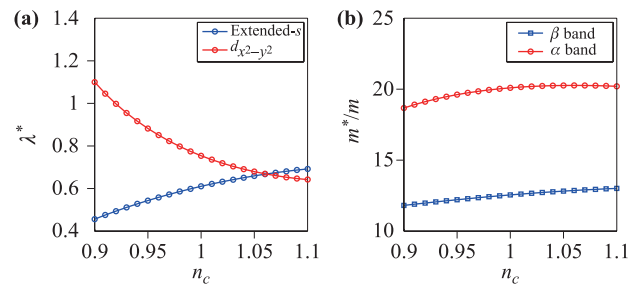 (a)
Extended-s
d_{x^2-y^2}
1.4
1.2
1
0.8
0.6
0.4
λ*
0.9 0.95 1 1.05 1.1
n_c
(b)
β band
α band
25
20
15
10
m*/m
0.9 0.95 1 1.05 1.1
n_c